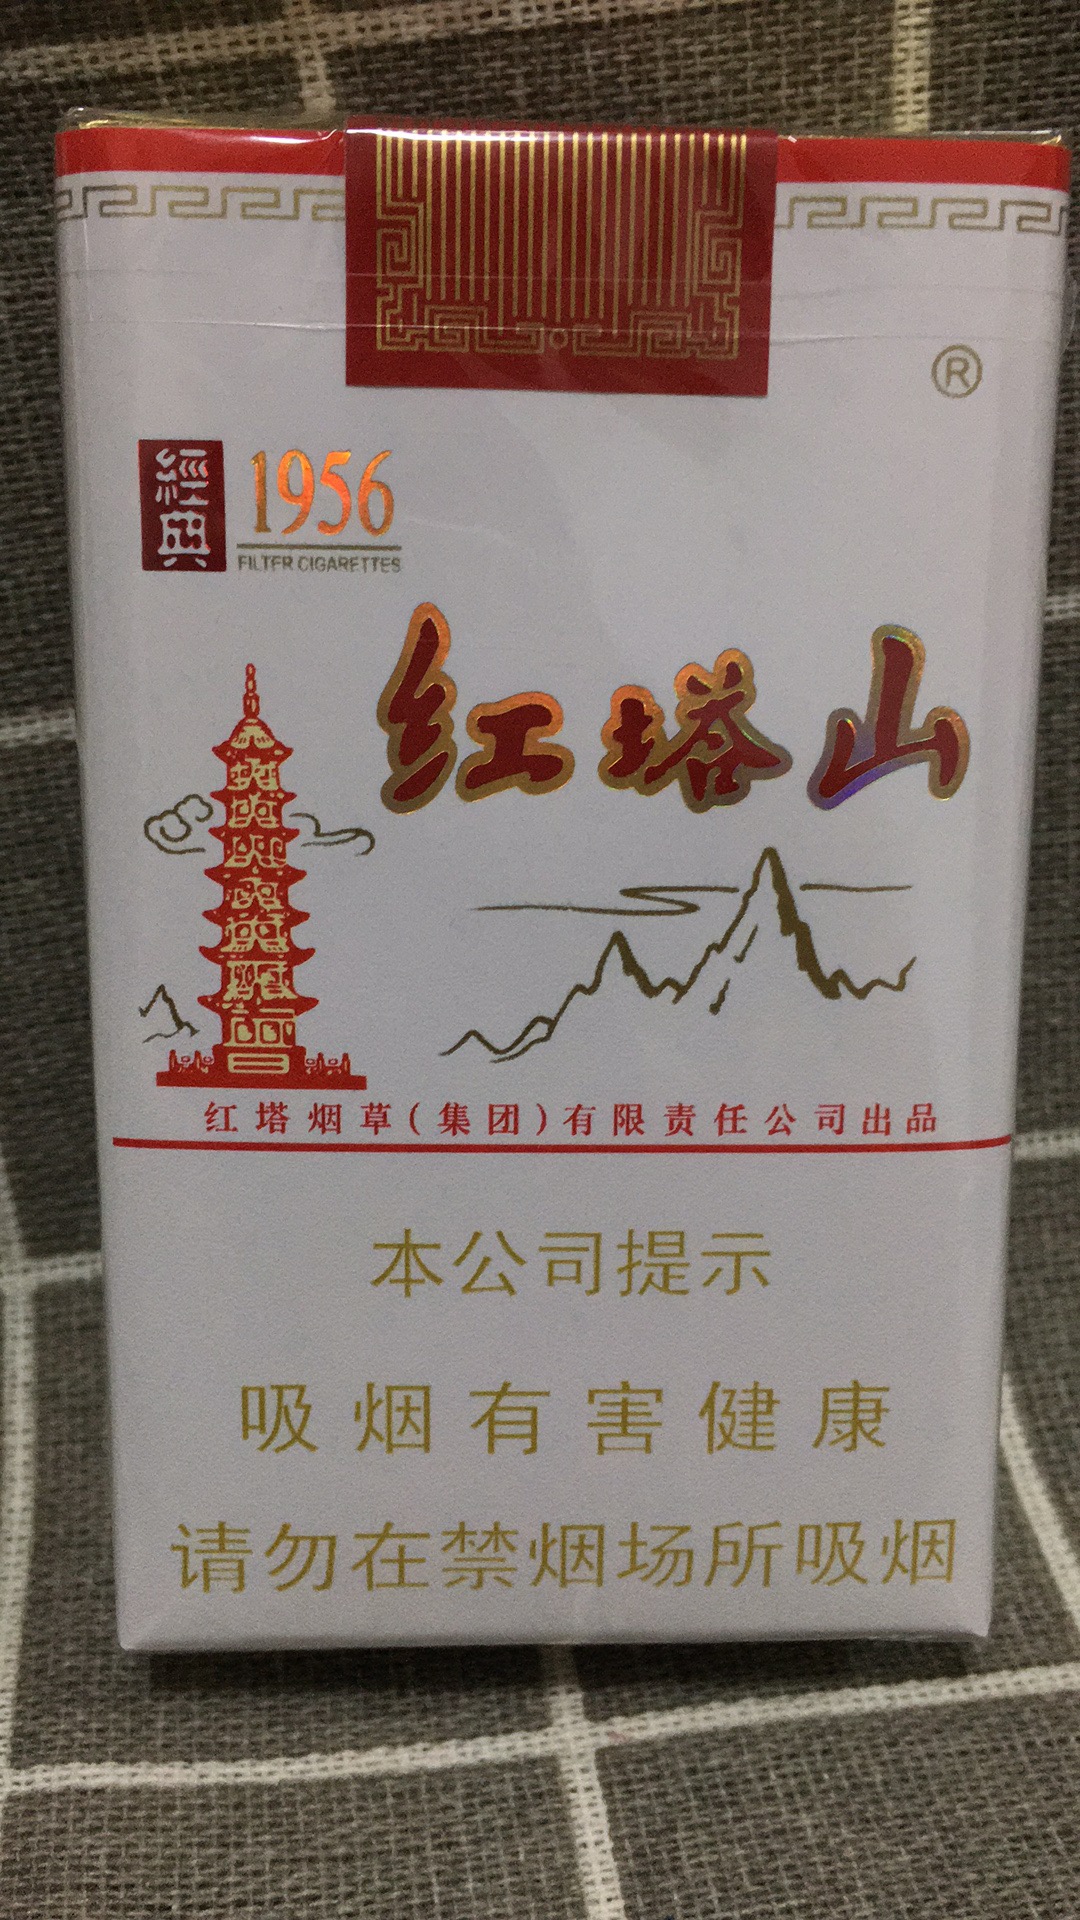 ®
經典
1956
FILTER CIGARETTES
红塔山
红塔烟草(集团)有限责任公司出品
本公司提示
吸烟有害健康
请勿在禁烟场所吸烟